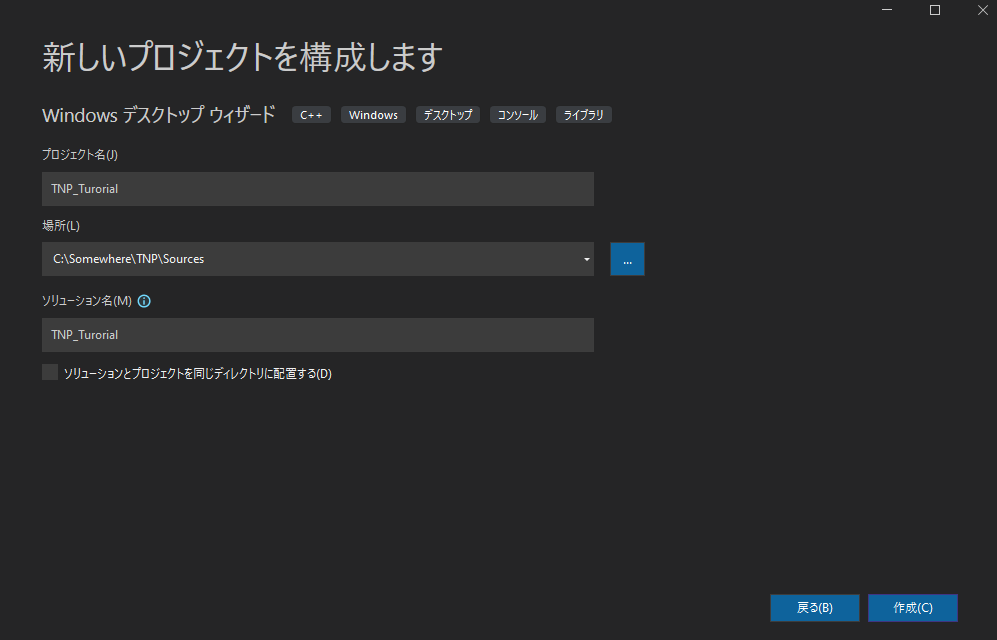 新しいプロジェクトを構成します
Windows デスクトップ ウィザード C++ Windows デスクトップ コンソール ライブラリ
プロジェクト名(J)
TNP_Turorial
場所(L)
C:\Somewhere\TNP\Sources
...
ソリューション名(M)
TNP_Turorial
ソリューションとプロジェクトを同じディレクトリに配置する(D)
戻る(B) 作成(C)